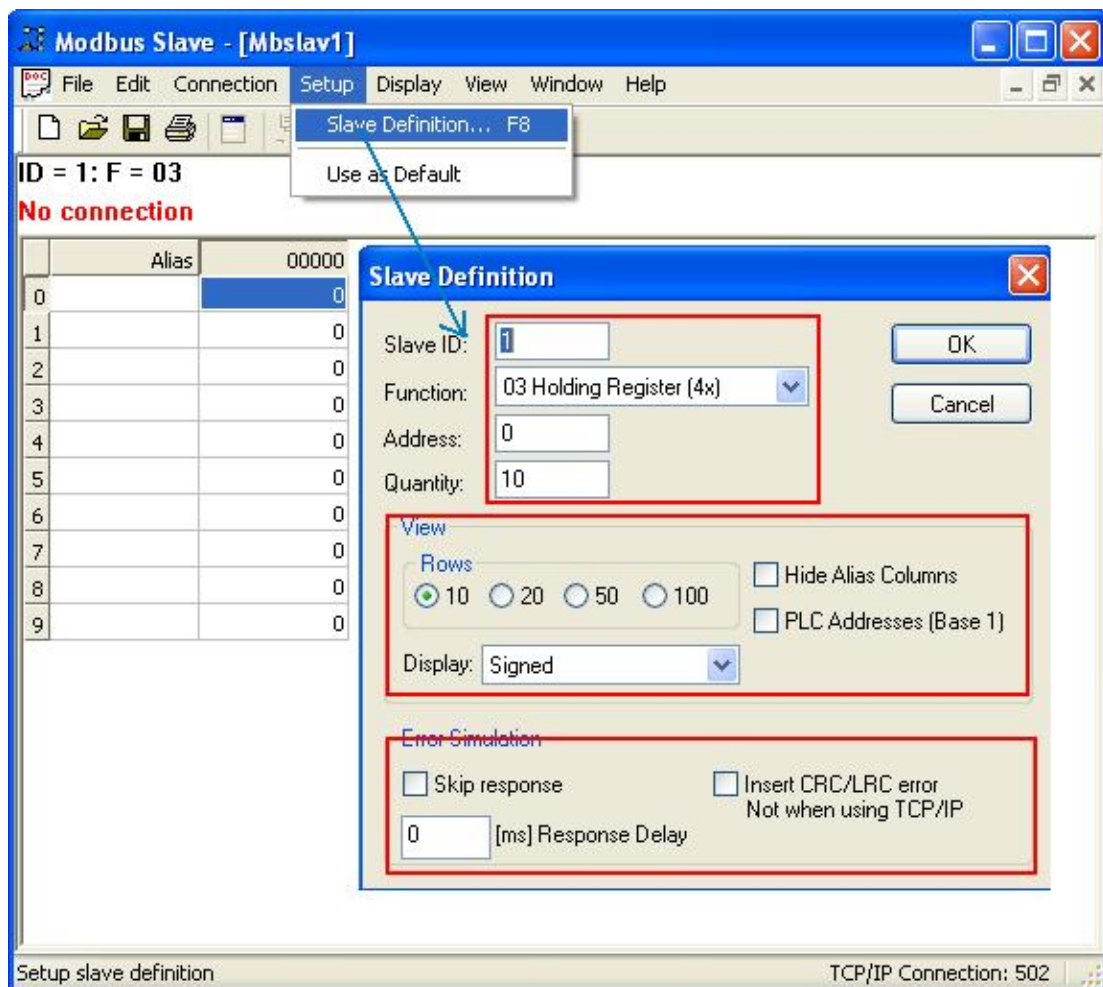 Modbus Slave - [Mbslav1]
File Edit Connection Setup Display View Window Help
Slave Definition... F8
Use as Default
ID = 1: F = 03
No connection
Alias 00000
0 0
1 0
2 0
3 0
4 0
5 0
6 0
7 0
8 0
9 0
Slave Definition
Slave ID: 1
OK
Function: 03 Holding Register (4x)
Cancel
Address: 0
Quantity: 10
View
Rows
10 20 50 100
Hide Alias Columns
PLC Addresses (Base 1)
Display: Signed
Error Simulation
Skip response
Insert CRC/LRC error
Not when using TCP/IP
0 [ms] Response Delay
Setup slave definition
TCP/IP Connection: 502